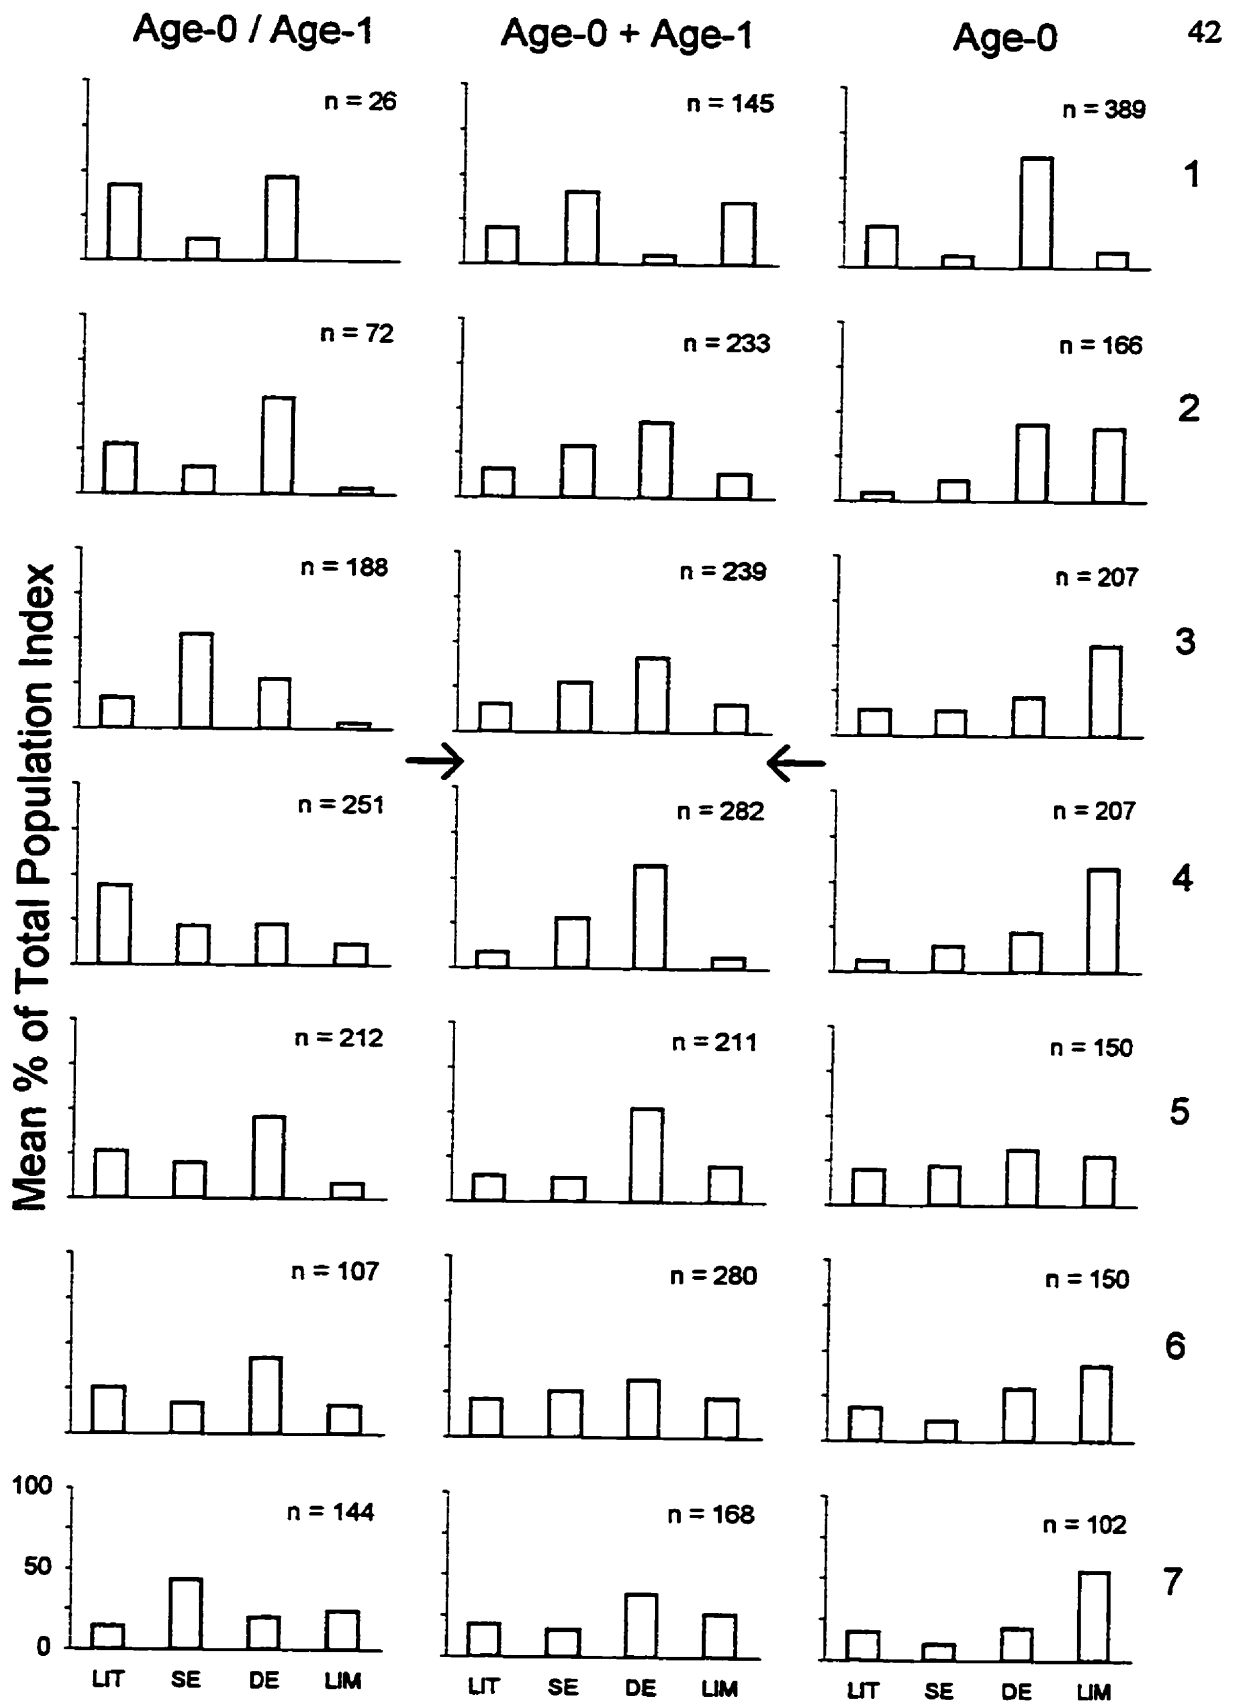 Age-0 / Age-1 Age-0 + Age-1 Age-0 42
n = 26 n = 145 n = 389 1
n = 72 n = 233 n = 166 2
n = 188 n = 239 n = 207 3
n = 251 n = 282 n = 207 4
n = 212 n = 211 n = 150 5
n = 107 n = 280 n = 150 6
n = 144 n = 168 n = 102 7
Mean % of Total Population Index
100
50
0
LIT SE DE LIM LIT SE DE LIM LIT SE DE LIM